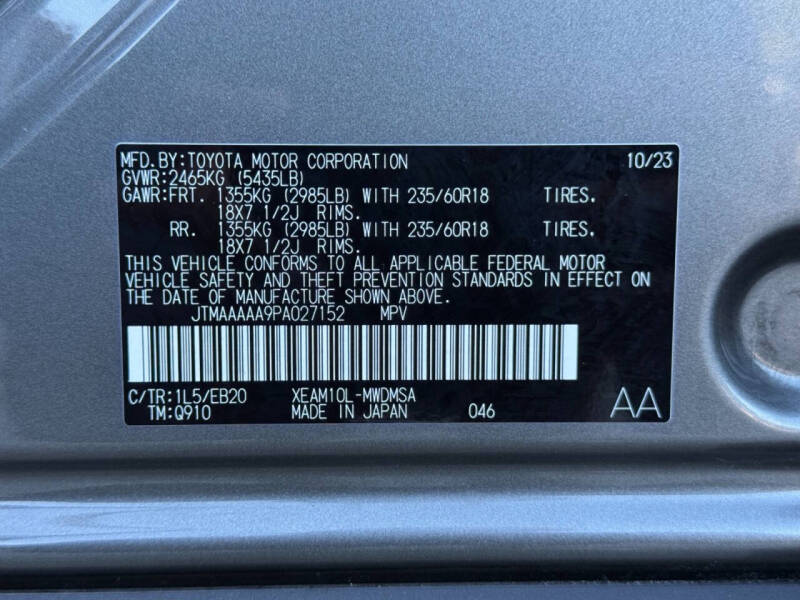 MFD.BY:TOYOTA MOTOR CORPORATION 10/23
GVWR:2465KG (5435LB)
GAWR:FRT. 1355KG (2985LB) WITH 235/60R18 TIRES.
18X7 1/2J RIMS.
RR. 1355KG (2985LB) WITH 235/60R18 TIRES.
18X7 1/2J RIMS.
THIS VEHICLE CONFORMS TO ALL APPLICABLE FEDERAL MOTOR
VEHICLE SAFETY AND THEFT PREVENTION STANDARDS IN EFFECT ON
THE DATE OF MANUFACTURE SHOWN ABOVE.
JTMAAAAA9PA027152 MPV
C/TR:1L5/EB20 XEAM10L-MWDMSA
TM:Q910 MADE IN JAPAN 046 AA